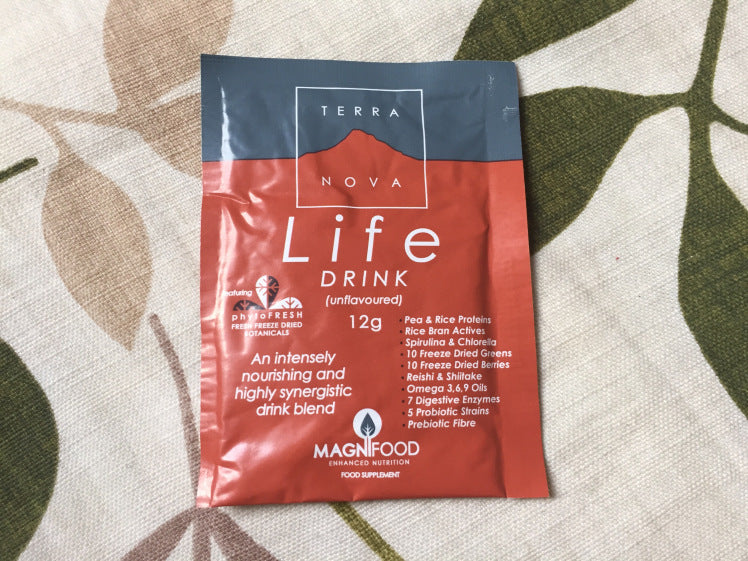 TERRA
NOVA
Life
DRINK
(unflavoured)
12g
featuring
phytoFRESH
FRESH FREEZE DRIED
BOTANICALS
An intensely
nourishing and
highly synergistic
drink blend
• Pea & Rice Proteins
• Rice Bran Actives
• Spirulina & Chlorella
• 10 Freeze Dried Greens
• 10 Freeze Dried Berries
• Reishi & Shiitake
• Omega 3,6,9 Oils
• 7 Digestive Enzymes
• 5 Probiotic Strains
• Prebiotic Fibre
MAGNIFOOD
ENHANCED NUTRITION
FOOD SUPPLEMENT